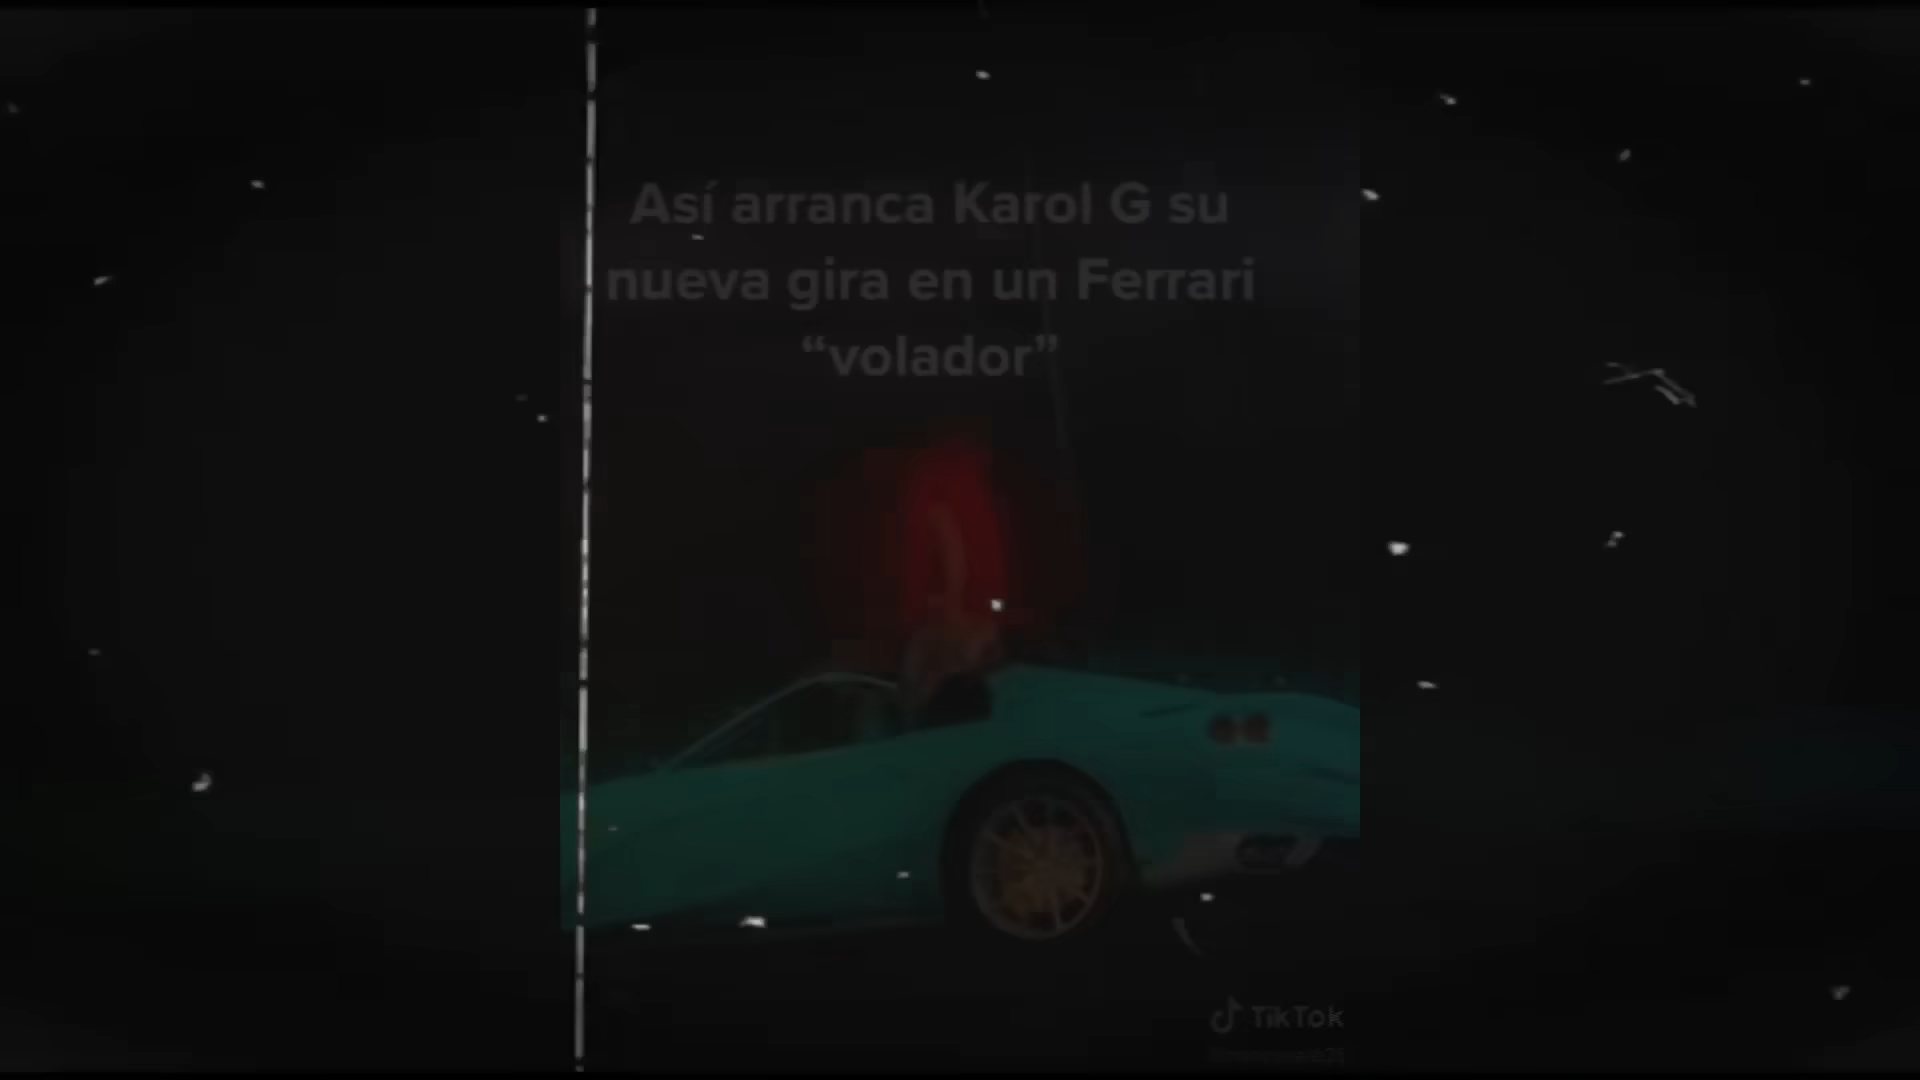 Así arranca Karol G su
nueva gira en un Ferrari
“volador”
TikTok